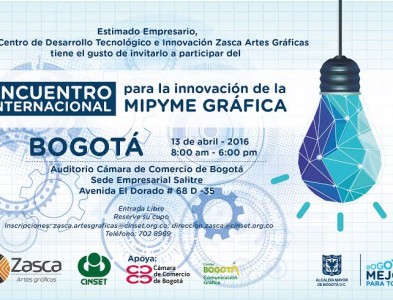 Estimado Empresario,
Centro de Desarrollo Tecnológico e Innovación Zasca Artes Gráficas
tiene el gusto de invitarlo a participar del
ENCUENTRO
INTERNACIONAL
para la innovación de la
MIPYME GRÁFICA
BOGOTÁ
13 de abril - 2016
8:00 am - 6:00 pm
Auditorio Cámara de Comercio de Bogotá
Sede Empresarial Salitre
Avenida El Dorado # 68 D -35
Entrada Libre
Reserve su cupo
Inscripciones: zasca.artesgraficas@cinset.org.co; direccion.zasca@cinset.org.co
Teléfono: 702 8969
Zasca
Artes gráficas
CINSET
Apoya:
Cámara
de Comercio
de Bogotá
BOGOTÁ
Comunicación Gráfica
ALCALDÍA MAYOR
DE BOGOTÁ D.C.
BOGOTÁ
MEJOR
PARA TO